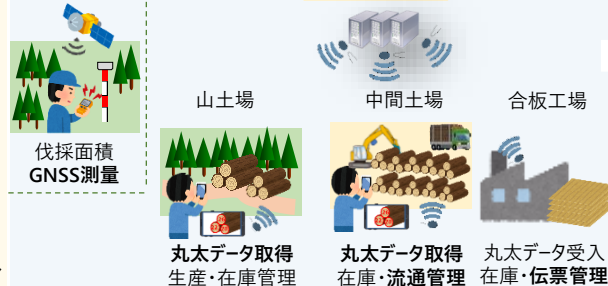 山土場
中間土場
合板工場
伐採面積
GNSS測量
丸太データ取得
生産・在庫管理
丸太データ取得
在庫・流通管理
丸太データ受入
在庫・伝票管理